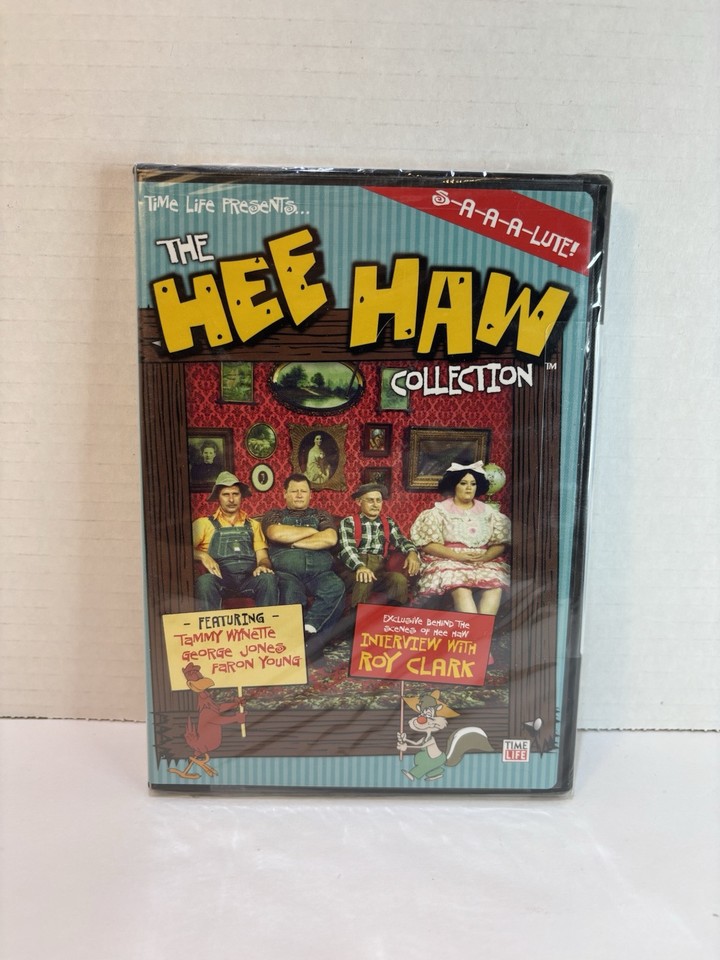 TIME LIFE PRESENTS...
S-A-A-A-LUTE!
THE
HEE HAW
COLLECTION™
- FEATURING -
TAMMY WYNETTE
GEORGE JONES
FARON YOUNG
EXCLUSIVE BEHIND THE
SCENES OF HEE HAW
INTERVIEW WITH
ROY CLARK
TIME
LIFE